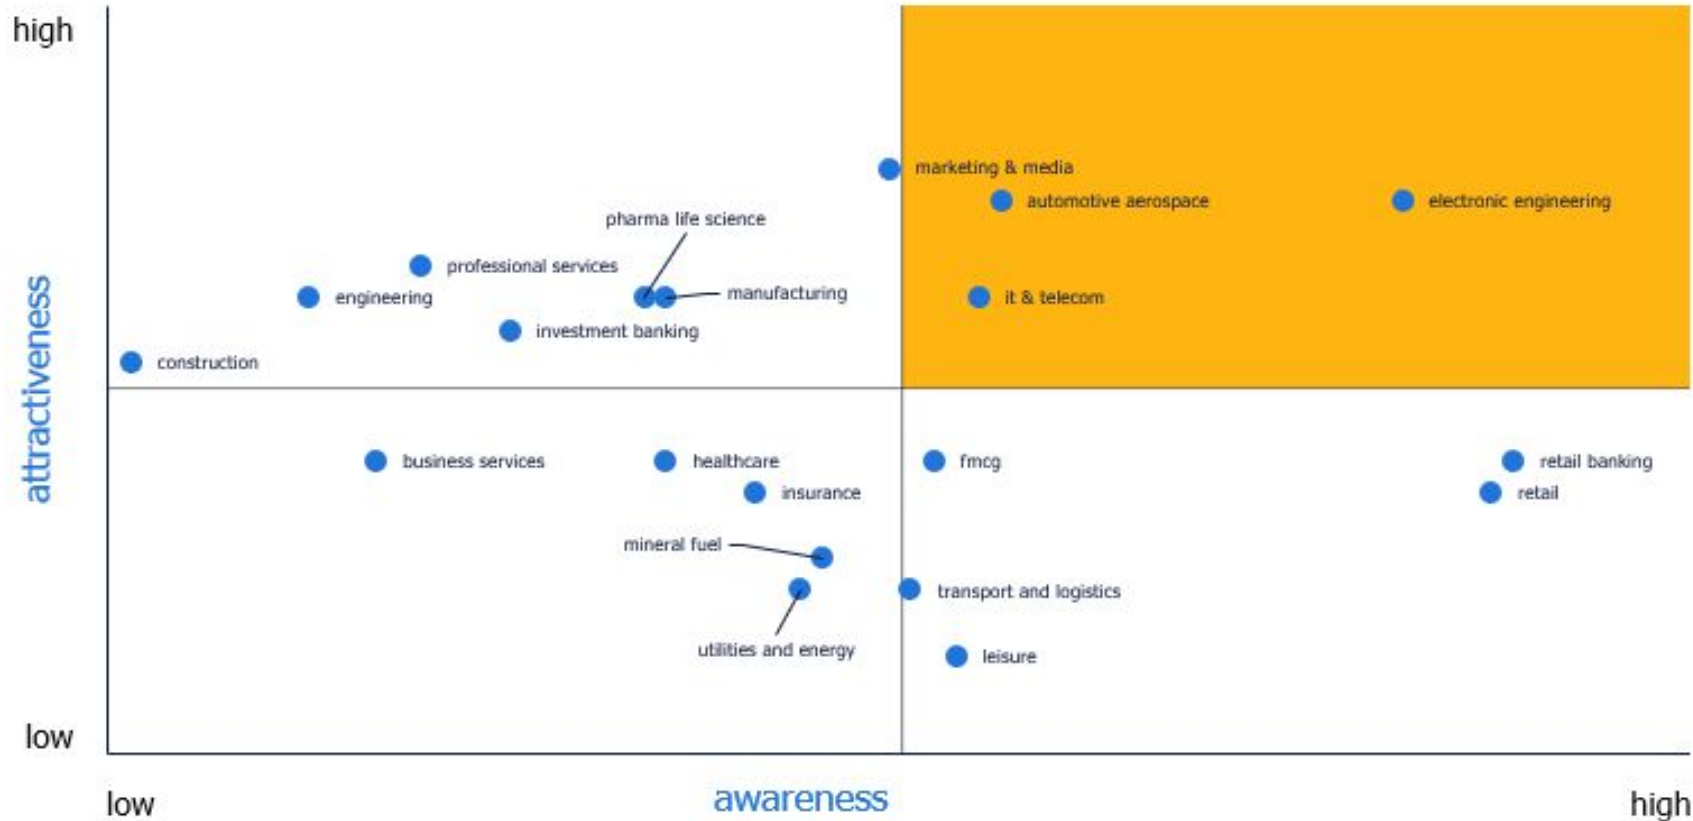 high
marketing & media
automotive aerospace
electronic engineering
pharma life science
professional services
manufacturing
engineering
it & telecom
investment banking
construction
attractiveness
business services
healthcare
fmcg
retail banking
insurance
retail
mineral fuel
transport and logistics
utilities and energy
leisure
low
low
awareness
high